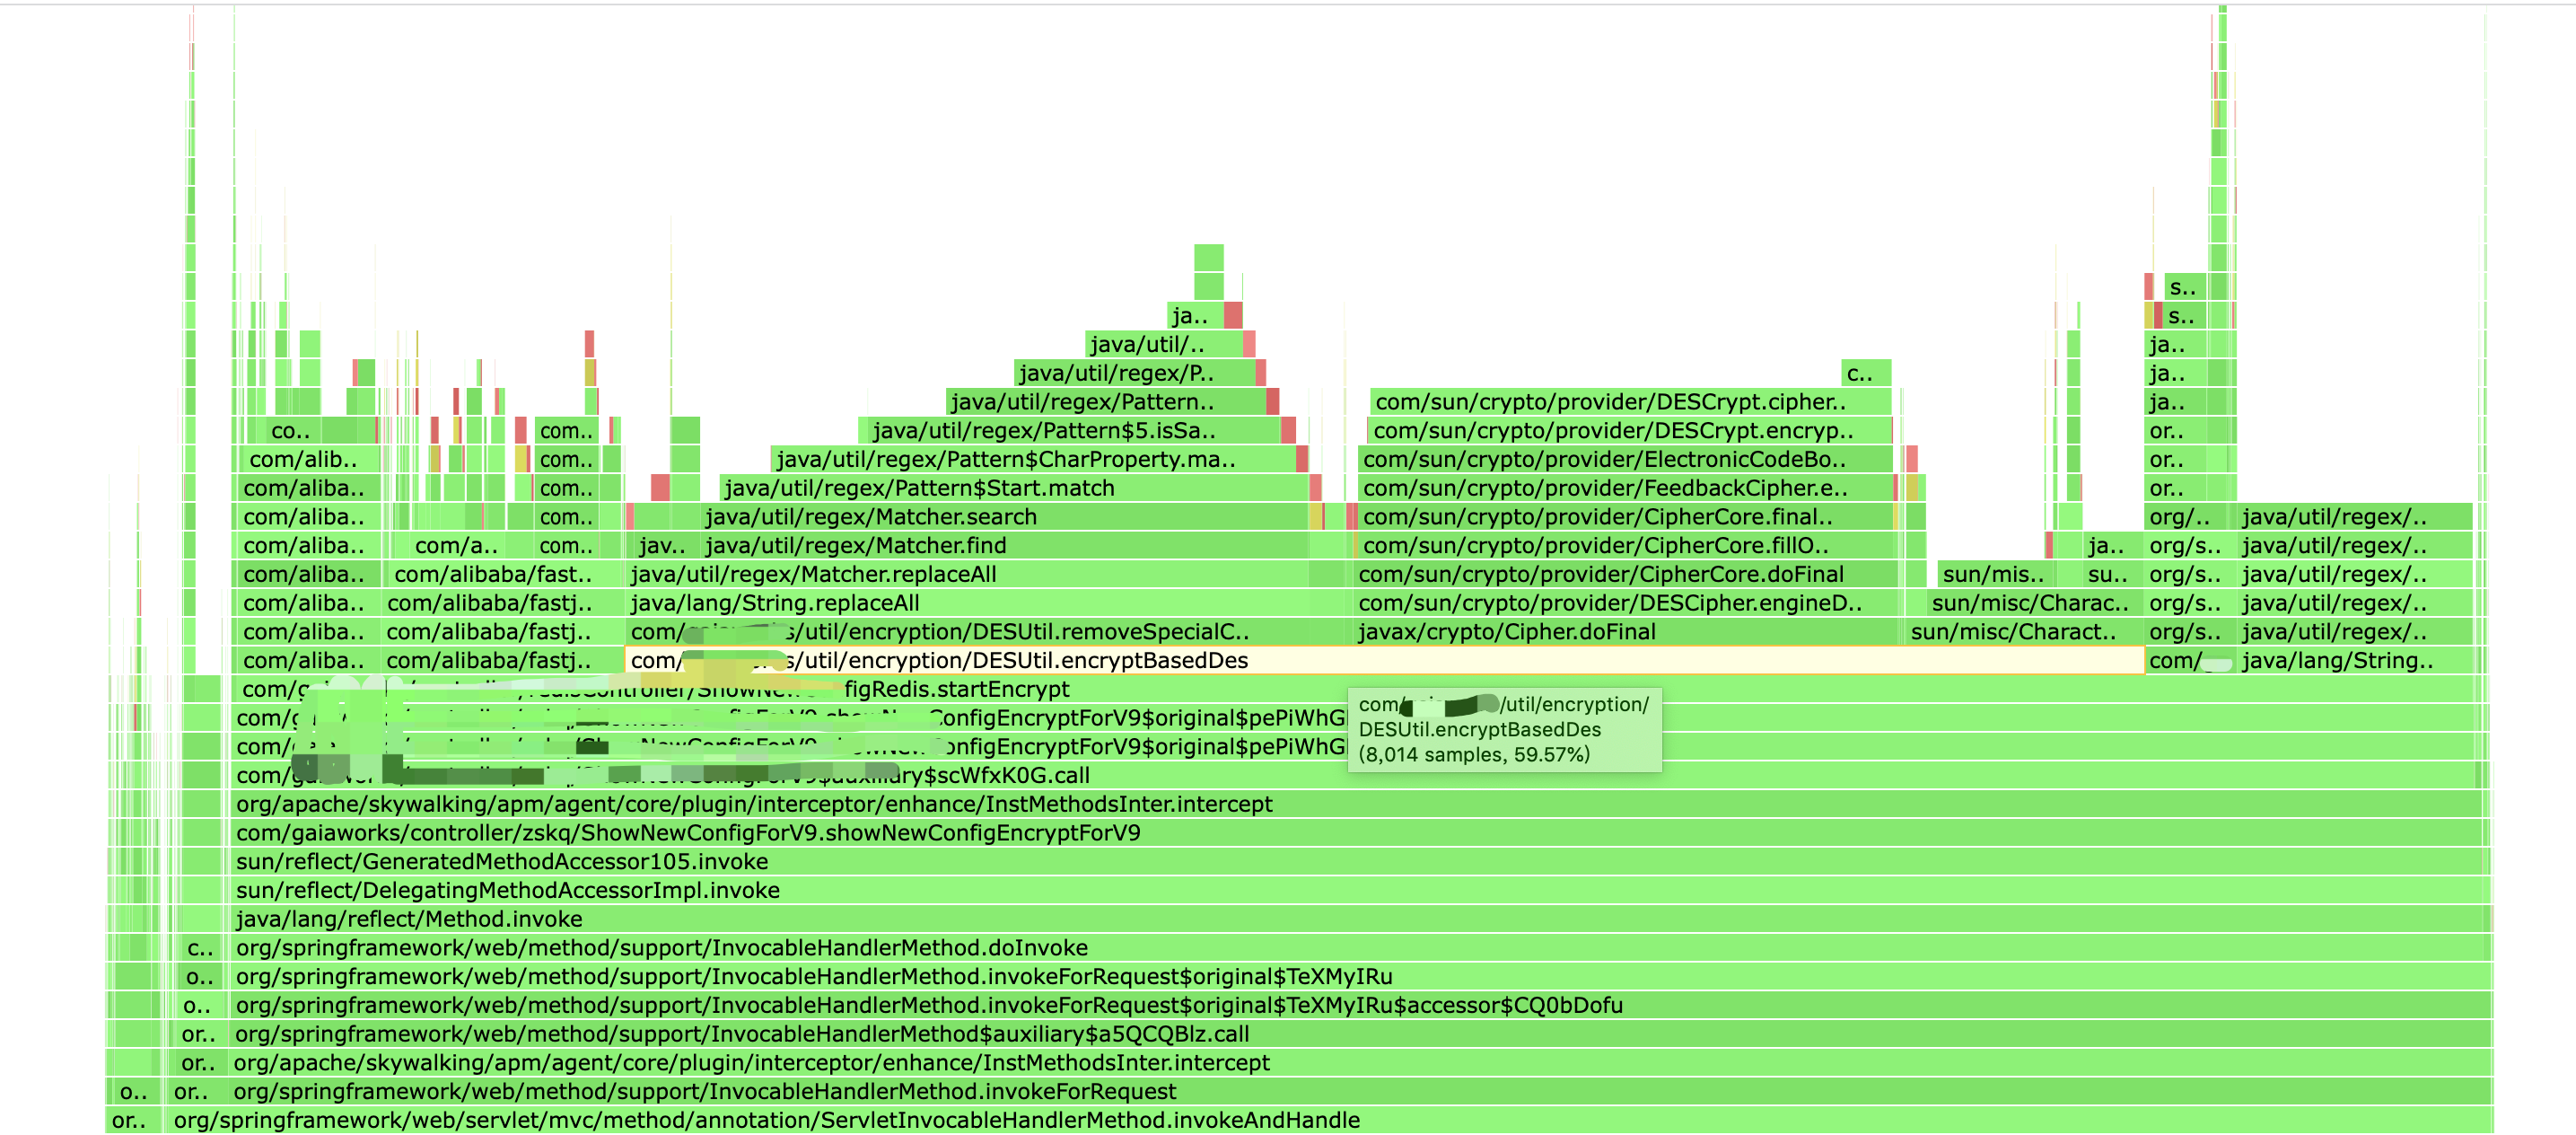 s..
ja.. s..
java/util/.. ja..
java/util/regex/P.. c.. ja..
java/util/regex/Pattern.. com/sun/crypto/provider/DESCrypt.cipher.. ja..
co.. com.. java/util/regex/Pattern$5.isSa.. com/sun/crypto/provider/DESCrypt.encryp.. or..
com/alib.. com.. java/util/regex/Pattern$CharProperty.ma.. com/sun/crypto/provider/ElectronicCodeBo.. or..
com/aliba.. com.. java/util/regex/Pattern$Start.match com/sun/crypto/provider/FeedbackCipher.e.. or..
com/aliba.. com.. java/util/regex/Matcher.search com/sun/crypto/provider/CipherCore.final.. org/.. java/util/regex/..
com/aliba.. com/a.. com.. jav.. java/util/regex/Matcher.find com/sun/crypto/provider/CipherCore.fillO.. ja.. org/s.. java/util/regex/..
com/aliba.. com/alibaba/fast.. java/util/regex/Matcher.replaceAll com/sun/crypto/provider/CipherCore.doFinal sun/mis.. su.. org/s.. java/util/regex/..
com/aliba.. com/alibaba/fastj.. java/lang/String.replaceAll com/sun/crypto/provider/DESCipher.engineD.. sun/misc/Charac.. org/s.. java/util/regex/..
com/aliba.. com/alibaba/fastj.. com/ s/util/encryption/DESUtil.removeSpecialC.. javax/crypto/Cipher.doFinal sun/misc/Charact.. org/s.. java/util/regex/..
com/aliba.. com/alibaba/fastj.. com/ s/util/encryption/DESUtil.encryptBasedDes com/ java/lang/String..
com/g figRedis.startEncrypt
com/g ConfigEncryptForV9$original$pePiWhG
com/ onfigEncryptForV9$original$pePiWhG
com/ $scWfxK0G.call
com/ /util/encryption/
DESUtil.encryptBasedDes
(8,014 samples, 59.57%)
org/apache/skywalking/apm/agent/core/plugin/interceptor/enhance/InstMethodsInter.intercept
com/gaiaworks/controller/zskq/ShowNewConfigForV9.showNewConfigEncryptForV9
sun/reflect/GeneratedMethodAccessor105.invoke
sun/reflect/DelegatingMethodAccessorImpl.invoke
java/lang/reflect/Method.invoke
c.. org/springframework/web/method/support/InvocableHandlerMethod.doInvoke
o.. org/springframework/web/method/support/InvocableHandlerMethod.invokeForRequest$original$TeXMyIRu
o.. org/springframework/web/method/support/InvocableHandlerMethod.invokeForRequest$original$TeXMyIRu$accessor$CQ0bDofu
or.. org/springframework/web/method/support/InvocableHandlerMethod$auxiliary$a5QCQBlz.call
or.. org/apache/skywalking/apm/agent/core/plugin/interceptor/enhance/InstMethodsInter.intercept
o.. or.. org/springframework/web/method/support/InvocableHandlerMethod.invokeForRequest
or.. org/springframework/web/servlet/mvc/method/annotation/ServletInvocableHandlerMethod.invokeAndHandle